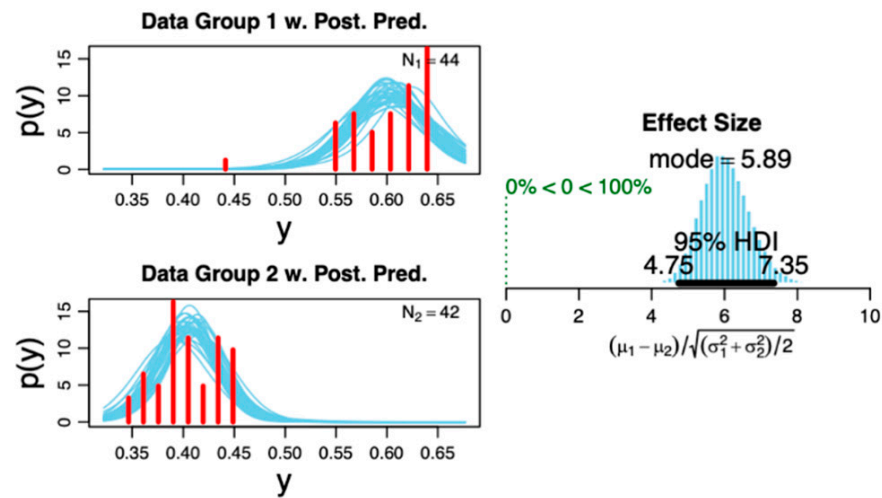 Data Group 1 w. Post. Pred.
N₁ = 44
p(y)
15
10
5
0
0.35 0.40 0.45 0.50 0.55 0.60 0.65
y
Data Group 2 w. Post. Pred.
N₂ = 42
p(y)
15
10
5
0
0.35 0.40 0.45 0.50 0.55 0.60 0.65
y
Effect Size
mode = 5.89
0% < 0 < 100%
95% HDI
4.75 7.35
0 2 4 6 8 10
(μ₁ − μ₂)/√(σ₁² + σ₂²)/2